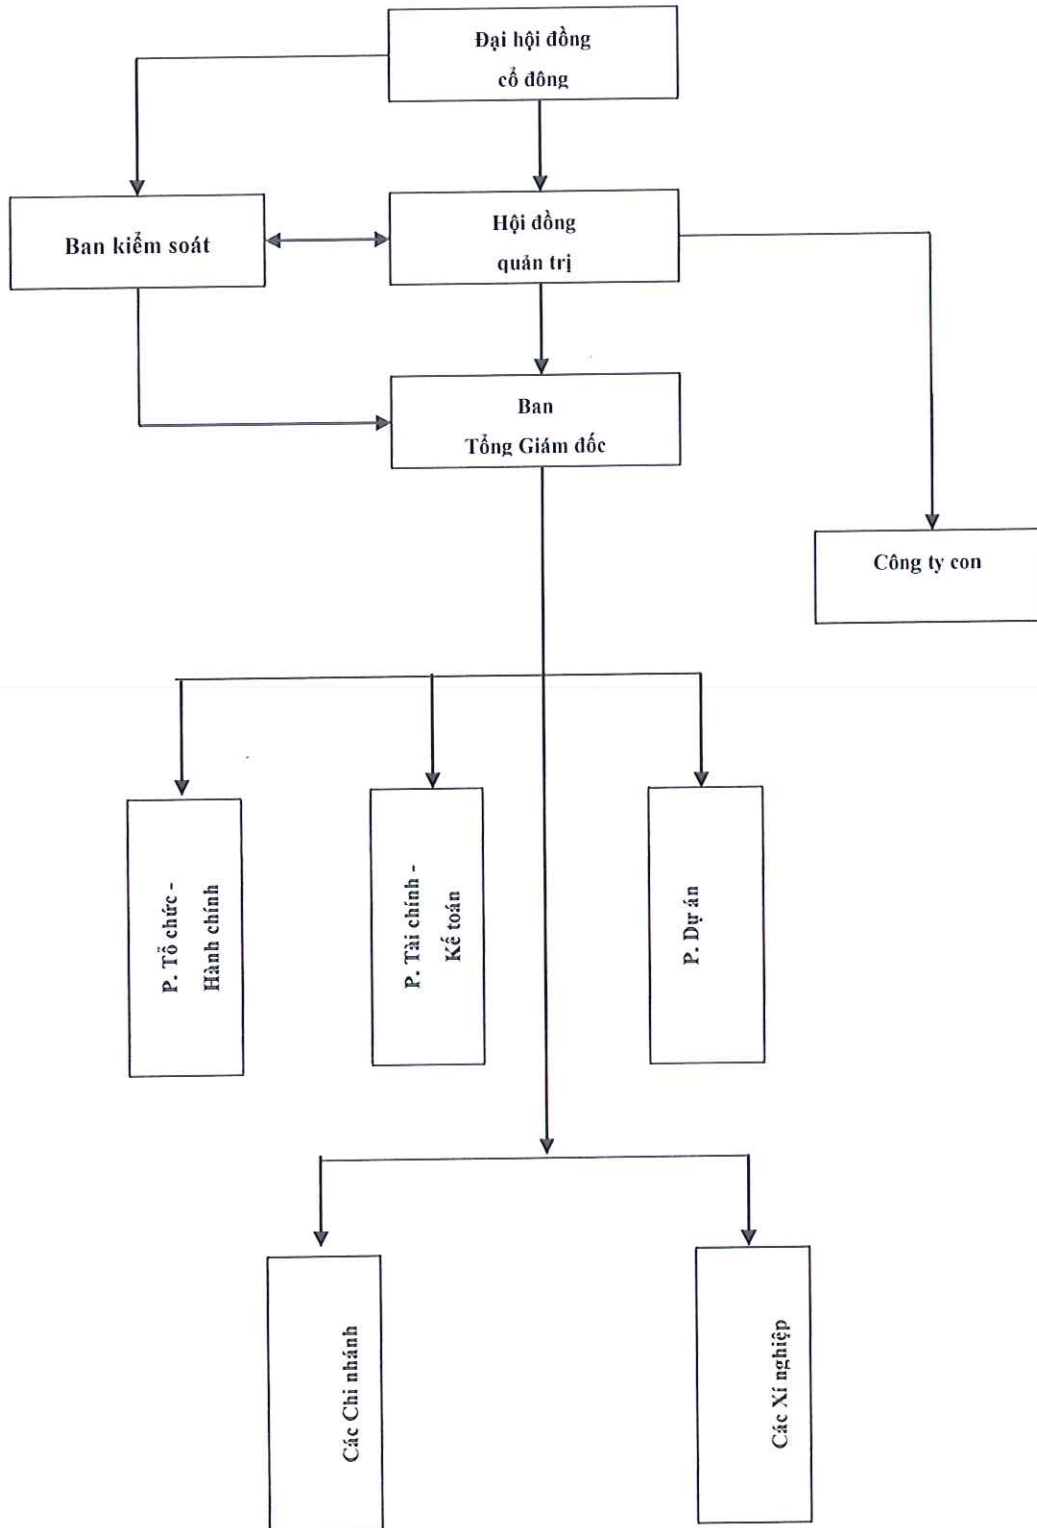 Đại hội đồng
cổ đông
Ban kiểm soát
Hội đồng
quản trị
Ban
Tổng Giám đốc
Công ty con
P. Tổ chức -
Hành chính
P. Tài chính -
Kế toán
P. Dự án
Các Chi nhánh
Các Xí nghiệp